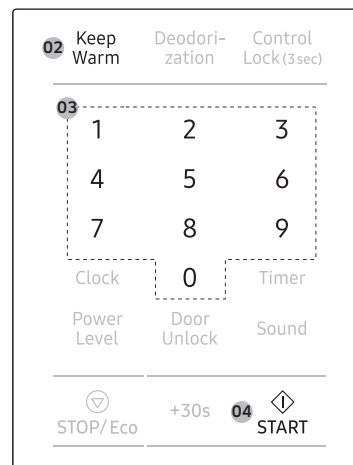 02 Keep Warm
Deodori-
zation
Control
Lock (3 sec)
03
1 2 3
4 5 6
7 8 9
Clock 0 Timer
Power
Level
Door
Unlock
Sound
STOP/Eco
+30s
04
START